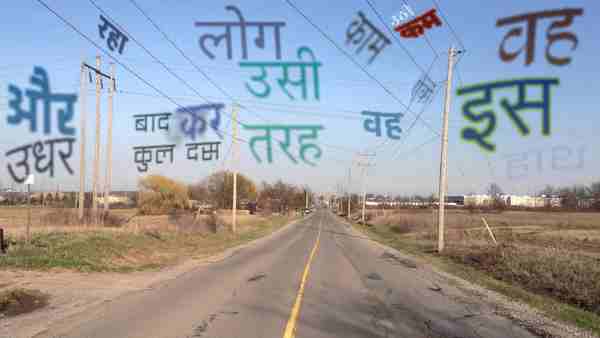 रहा
लोग
काम
कम
वह
उसी
और
बाद कर
वह
इस
उधर
कुल दस
तरह